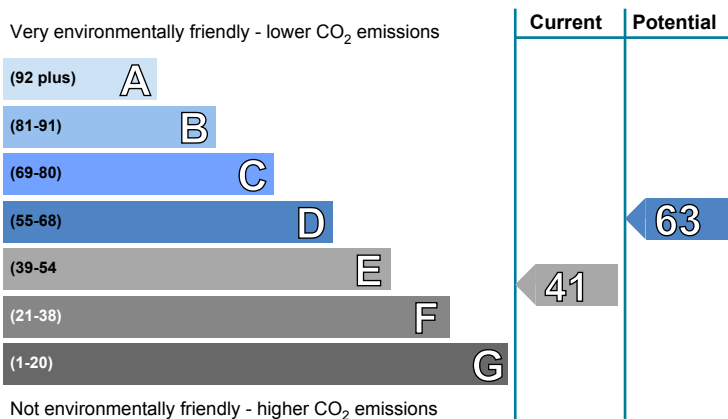 Current Potential
Very environmentally friendly - lower CO2 emissions
(92 plus) A
(81-91) B
(69-80) C
(55-68) D
63
(39-54 E
41
(21-38) F
(1-20) G
Not environmentally friendly - higher CO2 emissions